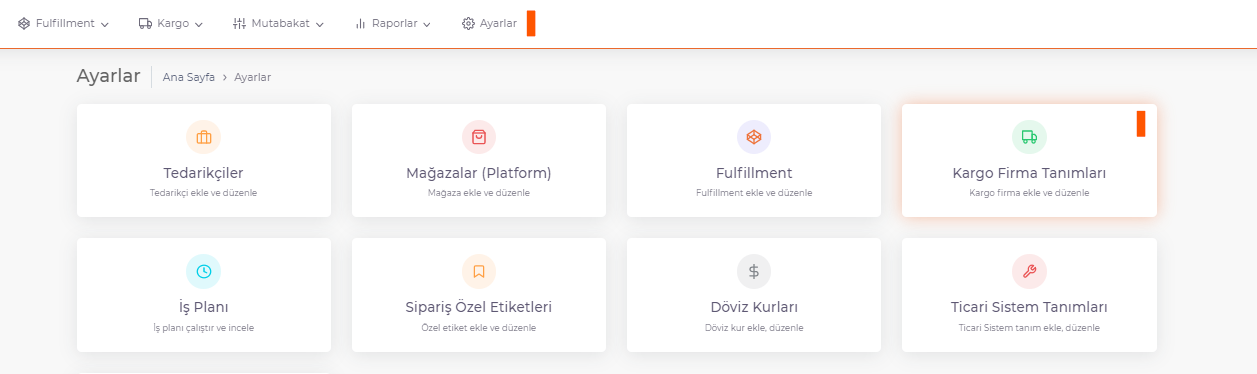 Fulfillment Kargo Mutabakat Raporlar Ayarlar
Ayarlar Ana Sayfa > Ayarlar
Tedarikçiler
Tedarikçi ekle ve düzenle
Mağazalar (Platform)
Mağaza ekle ve düzenle
Fulfillment
Fulfillment ekle ve düzenle
Kargo Firma Tanımları
Kargo firma ekle ve düzenle
İş Planı
İş planı çalıştır ve incele
Sipariş Özel Etiketleri
Özel etiket ekle ve düzenle
Döviz Kurları
Döviz kur ekle, düzenle
Ticari Sistem Tanımları
Ticari Sistem tanım ekle, düzenle